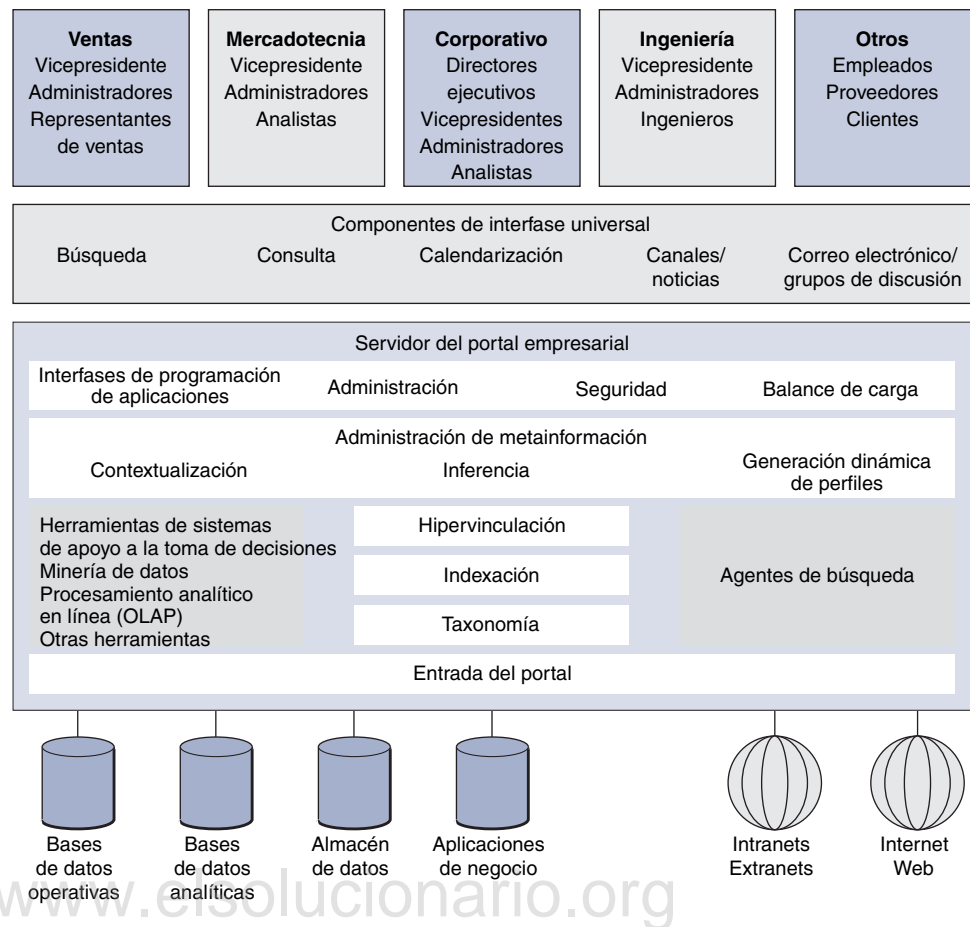 Ventas
Vicepresidente
Administradores
Representantes
de ventas
Mercadotecnia
Vicepresidente
Administradores
Analistas
Corporativo
Directores
ejecutivos
Vicepresidentes
Administradores
Analistas
Ingeniería
Vicepresidente
Administradores
Ingenieros
Otros
Empleados
Proveedores
Clientes
Componentes de interfase universal
Búsqueda
Consulta
Calendarización
Canales/
noticias
Correo electrónico/
grupos de discusión
Servidor del portal empresarial
Interfases de programación
de aplicaciones
Administración
Seguridad
Balance de carga
Administración de metainformación
Contextualización
Inferencia
Generación dinámica
de perfiles
Herramientas de sistemas
de apoyo a la toma de decisiones
Minería de datos
Procesamiento analítico
en línea (OLAP)
Otras herramientas
Hipervinculación
Indexación
Taxonomía
Agentes de búsqueda
Entrada del portal
Bases
de datos
operativas
Bases
de datos
analíticas
Almacén
de datos
Aplicaciones
de negocio
Intranets
Extranets
Internet
Web
www.elsolucionario.org